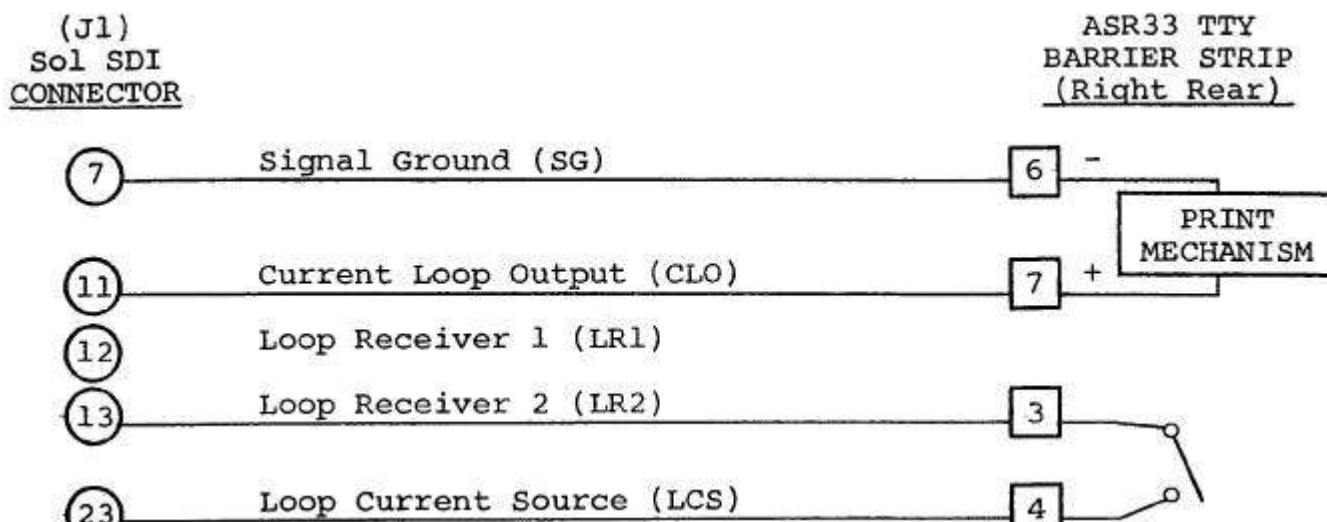 (J1)
Sol SDI
CONNECTOR
ASR33 TTY
BARRIER STRIP
(Right Rear)
7
Signal Ground (SG)
6
-
PRINT
MECHANISM
11
Current Loop Output (CLO)
7
+
12
Loop Receiver 1 (LR1)
13
Loop Receiver 2 (LR2)
3
23
Loop Current Source (LCS)
4